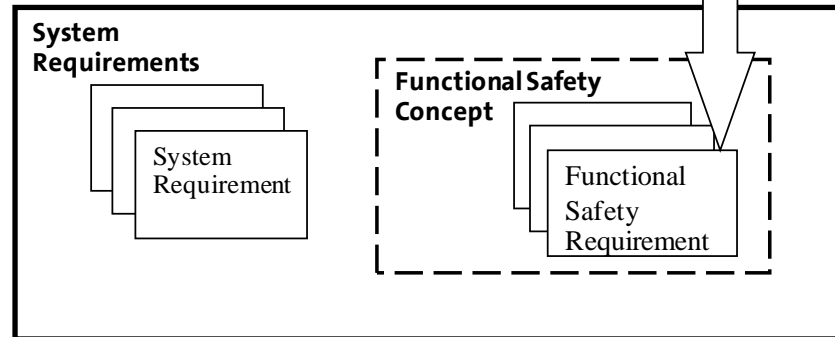 System
Requirements
Functional Safety
Concept
System
Requirement
Functional
Safety
Requirement